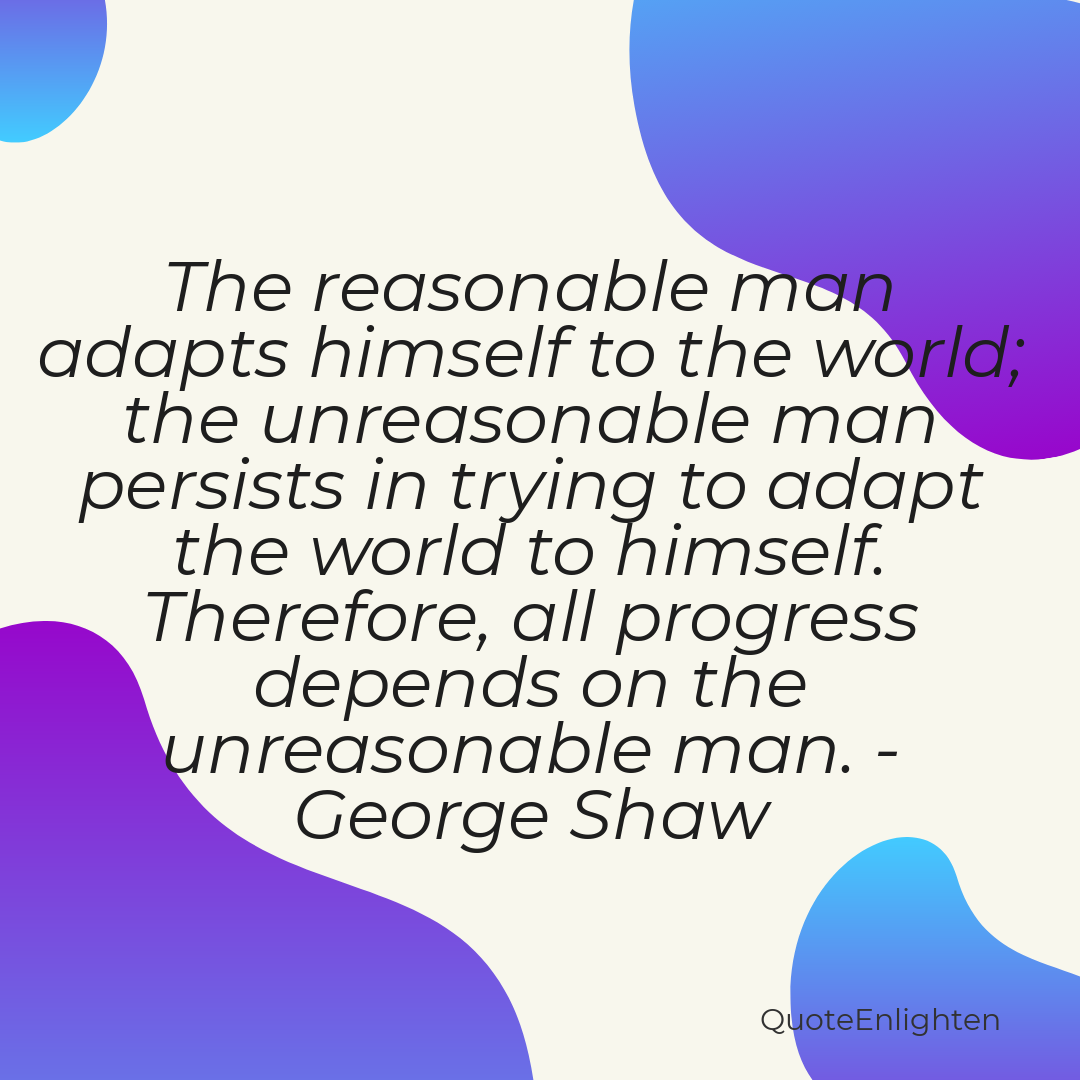 The reasonable man
adapts himself to the world;
the unreasonable man
persists in trying to adapt
the world to himself.
Therefore, all progress
depends on the
unreasonable man. -
George Shaw
QuoteEnlighten